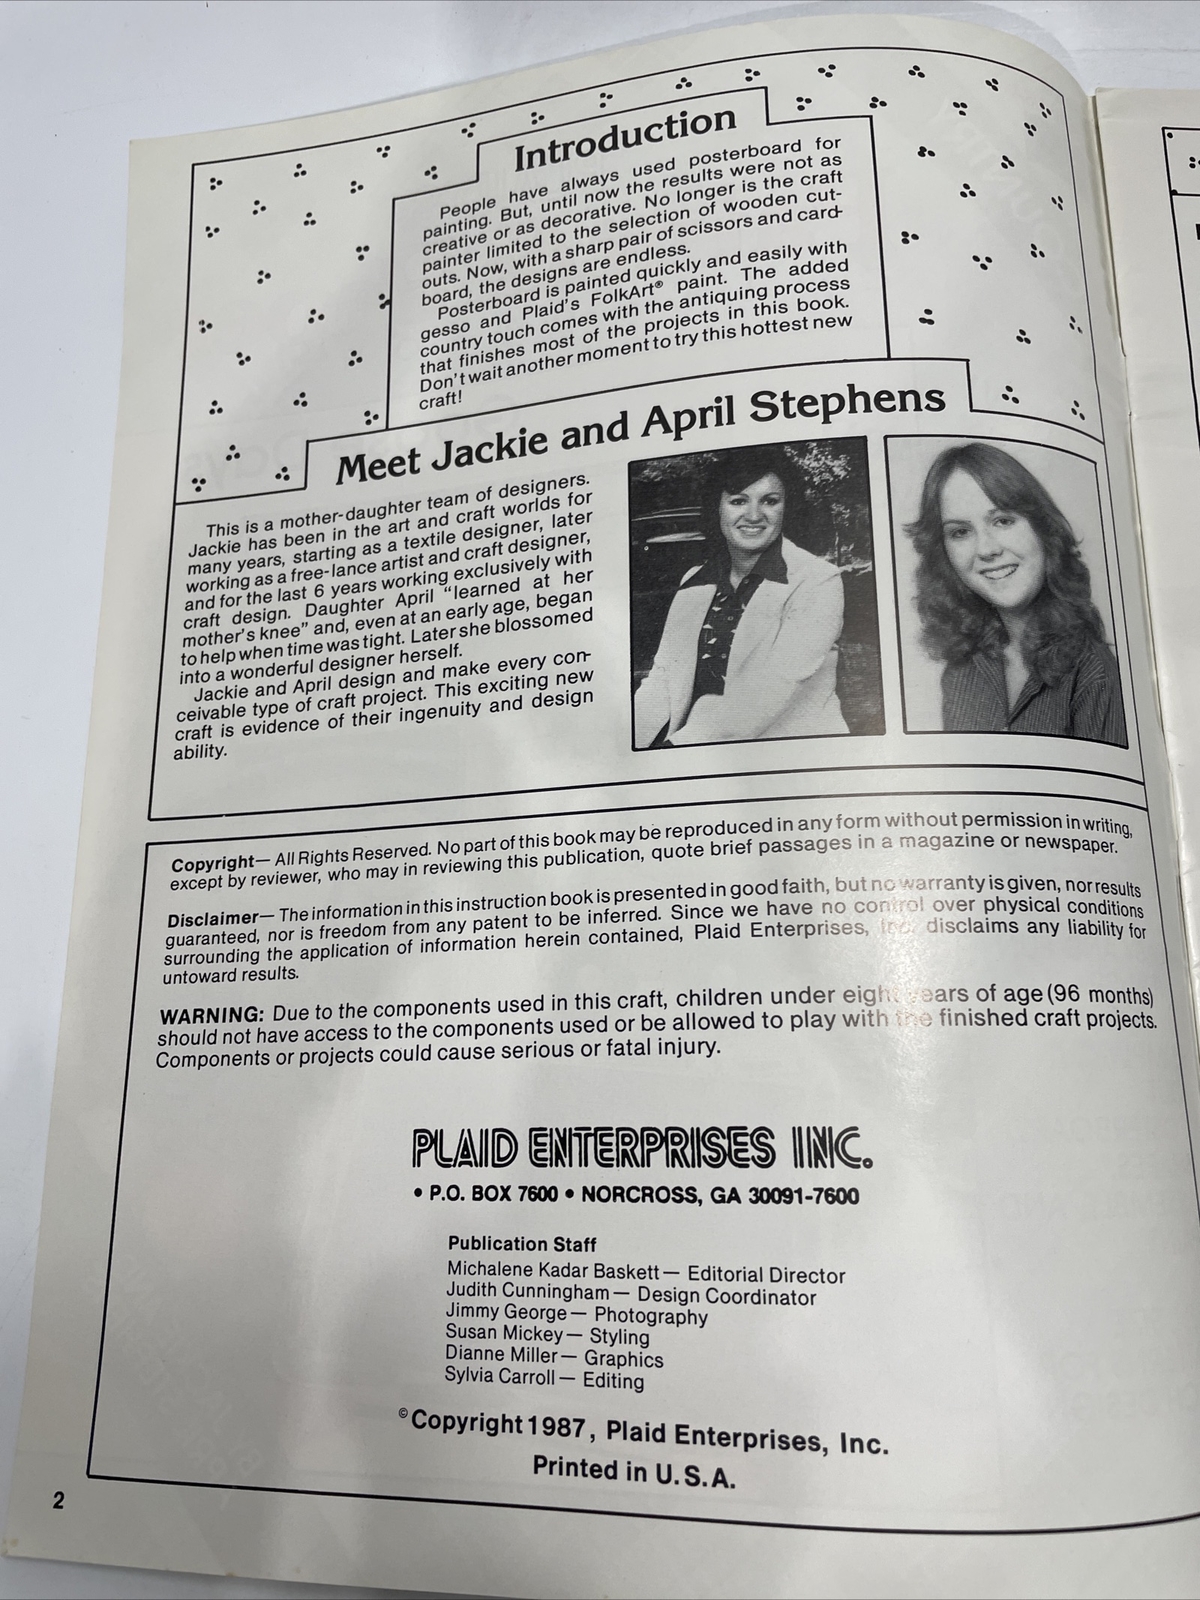 Introduction
People have always used posterboard for
painting. But, until now the results were not as
creative or as decorative. No longer is the craft
painter limited to the selection of wooden cut-
outs. Now, with a sharp pair of scissors and card-
board, the designs are endless.
Posterboard is painted quickly and easily with
gesso and Plaid's FolkArt® paint. The added
country touch comes with the antiquing process
that finishes most of the projects in this book.
Don't wait another moment to try this hottest new
craft!
Meet Jackie and April Stephens
This is a mother-daughter team of designers.
Jackie has been in the art and craft worlds for
many years, starting as a textile designer, later
working as a free-lance artist and craft designer,
and for the last 6 years working exclusively with
craft design. Daughter April "learned at her
mother's knee" and, even at an early age, began
to help when time was tight. Later she blossomed
into a wonderful designer herself.
Jackie and April design and make every con-
ceivable type of craft project. This exciting new
craft is evidence of their ingenuity and design
ability.
Copyright— All Rights Reserved. No part of this book may be reproduced in any form without permission in writing,
except by reviewer, who may in reviewing this publication, quote brief passages in a magazine or newspaper.
Disclaimer— The information in this instruction book is presented in good faith, but no warranty is given, nor results
guaranteed, nor is freedom from any patent to be inferred. Since we have no control over physical conditions
surrounding the application of information herein contained, Plaid Enterprises, Inc. disclaims any liability for
untoward results.
WARNING: Due to the components used in this craft, children under eight years of age (96 months)
should not have access to the components used or be allowed to play with the finished craft projects.
Components or projects could cause serious or fatal injury.
PLAID ENTERPRISES INC.
• P.O. BOX 7600 • NORCROSS, GA 30091-7600
Publication Staff
Michalene Kadar Baskett— Editorial Director
Judith Cunningham— Design Coordinator
Jimmy George— Photography
Susan Mickey— Styling
Dianne Miller— Graphics
Sylvia Carroll— Editing
©Copyright 1987, Plaid Enterprises, Inc.
Printed in U.S.A.
2